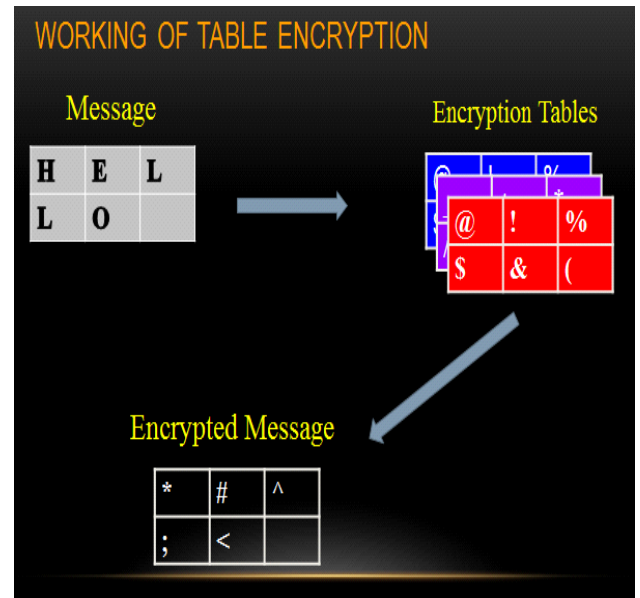 WORKING OF TABLE ENCRYPTION
Message
Encryption Tables
H E L
L O
@ ! %
$ & (
Encrypted Message
* # ^
; <